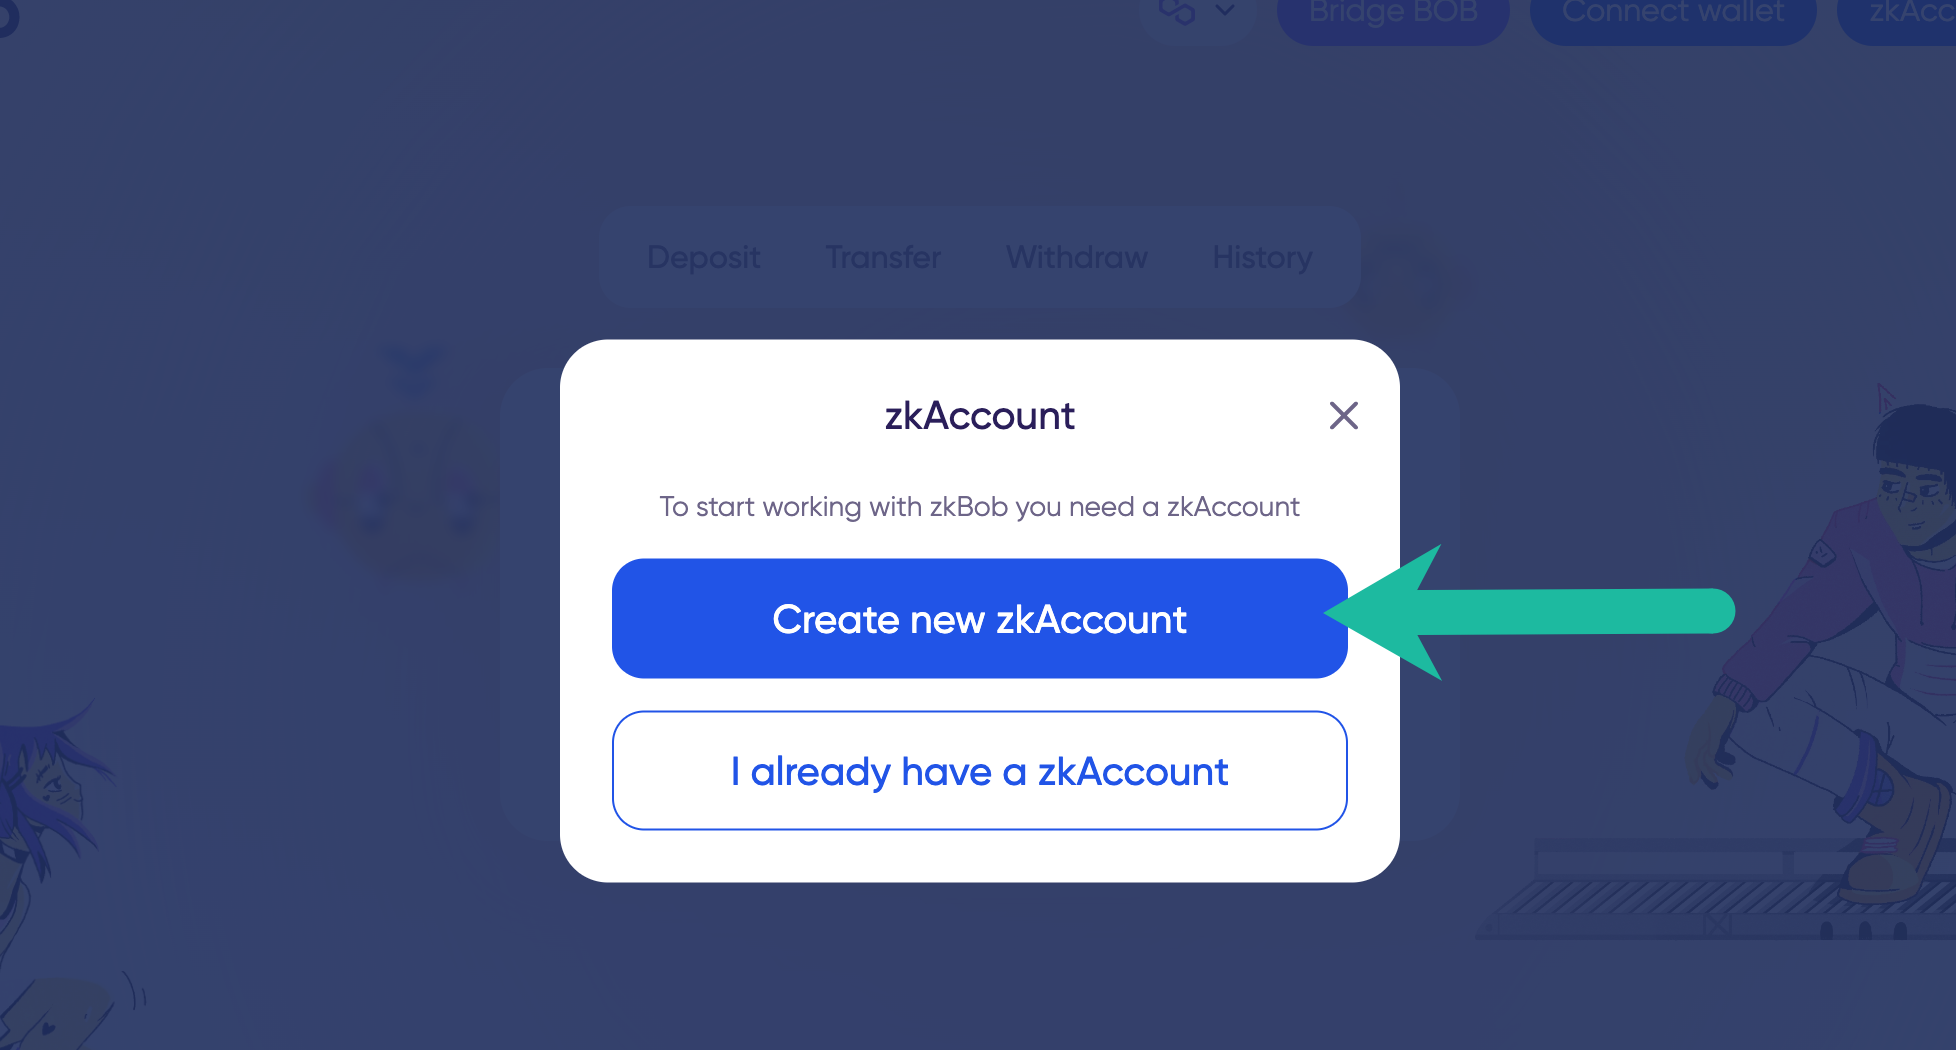 Bridge BOB
Connect wallet
Deposit
Transfer
Withdraw
History
zkAccount
To start working with zkBob you need a zkAccount
Create new zkAccount
I already have a zkAccount